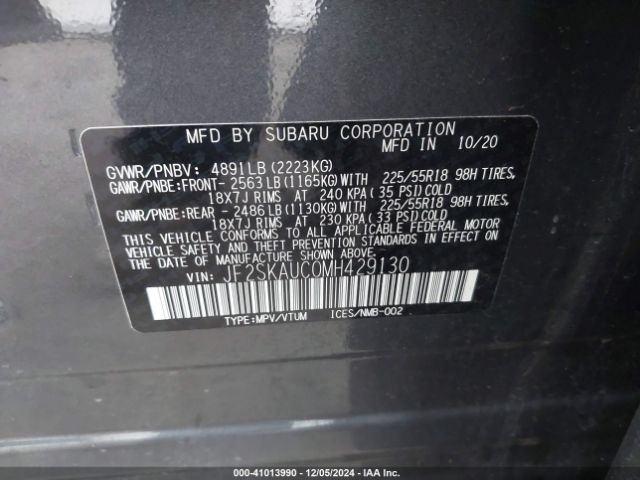 MFD BY SUBARU CORPORATION
MFD IN 10/20
GVWR/PNBV: 4891LB (2223KG)
GAWR/PNBE:FRONT- 2563LB(1165KG) WITH 225/55R18 98H TIRES,
18X7J RIMS AT 240 KPA( 35 PSI) COLD
GAWR/PNBE:REAR - 2486LB(1130KG) WITH 225/55R18 98H TIRES,
18X7J RIMS AT 230 KPA( 33 PSI) COLD
THIS VEHICLE CONFORMS TO ALL APPLICABLE FEDERAL MOTOR
VEHICLE SAFETY AND THEFT PREVENTION STANDARDS IN EFFECT ON
THE DATE OF MANUFACTURE SHOWN ABOVE.
VIN: JF2SKAUC0MH429130
TYPE:MPV/VTUM ICES/NMB-002
000-41013990 - 12/05/2024 - IAA Inc.